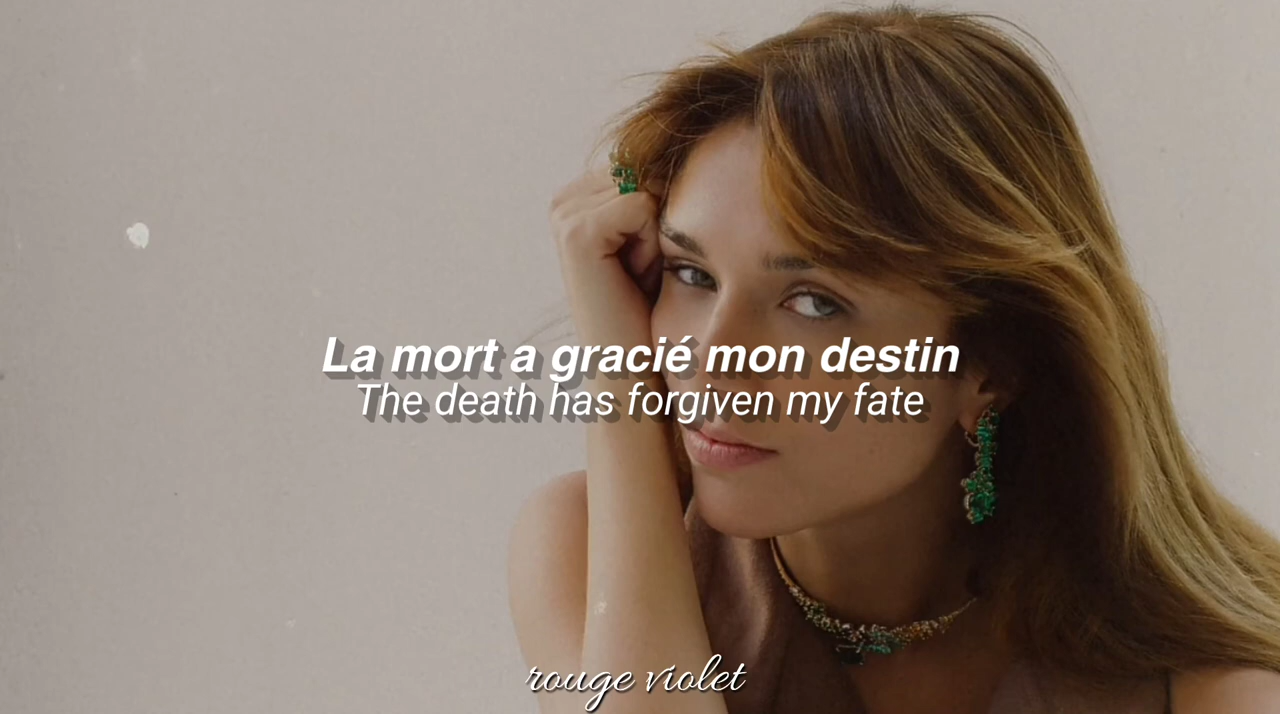 La mort a gracié mon destin
The death has forgiven my fate
rouge violet